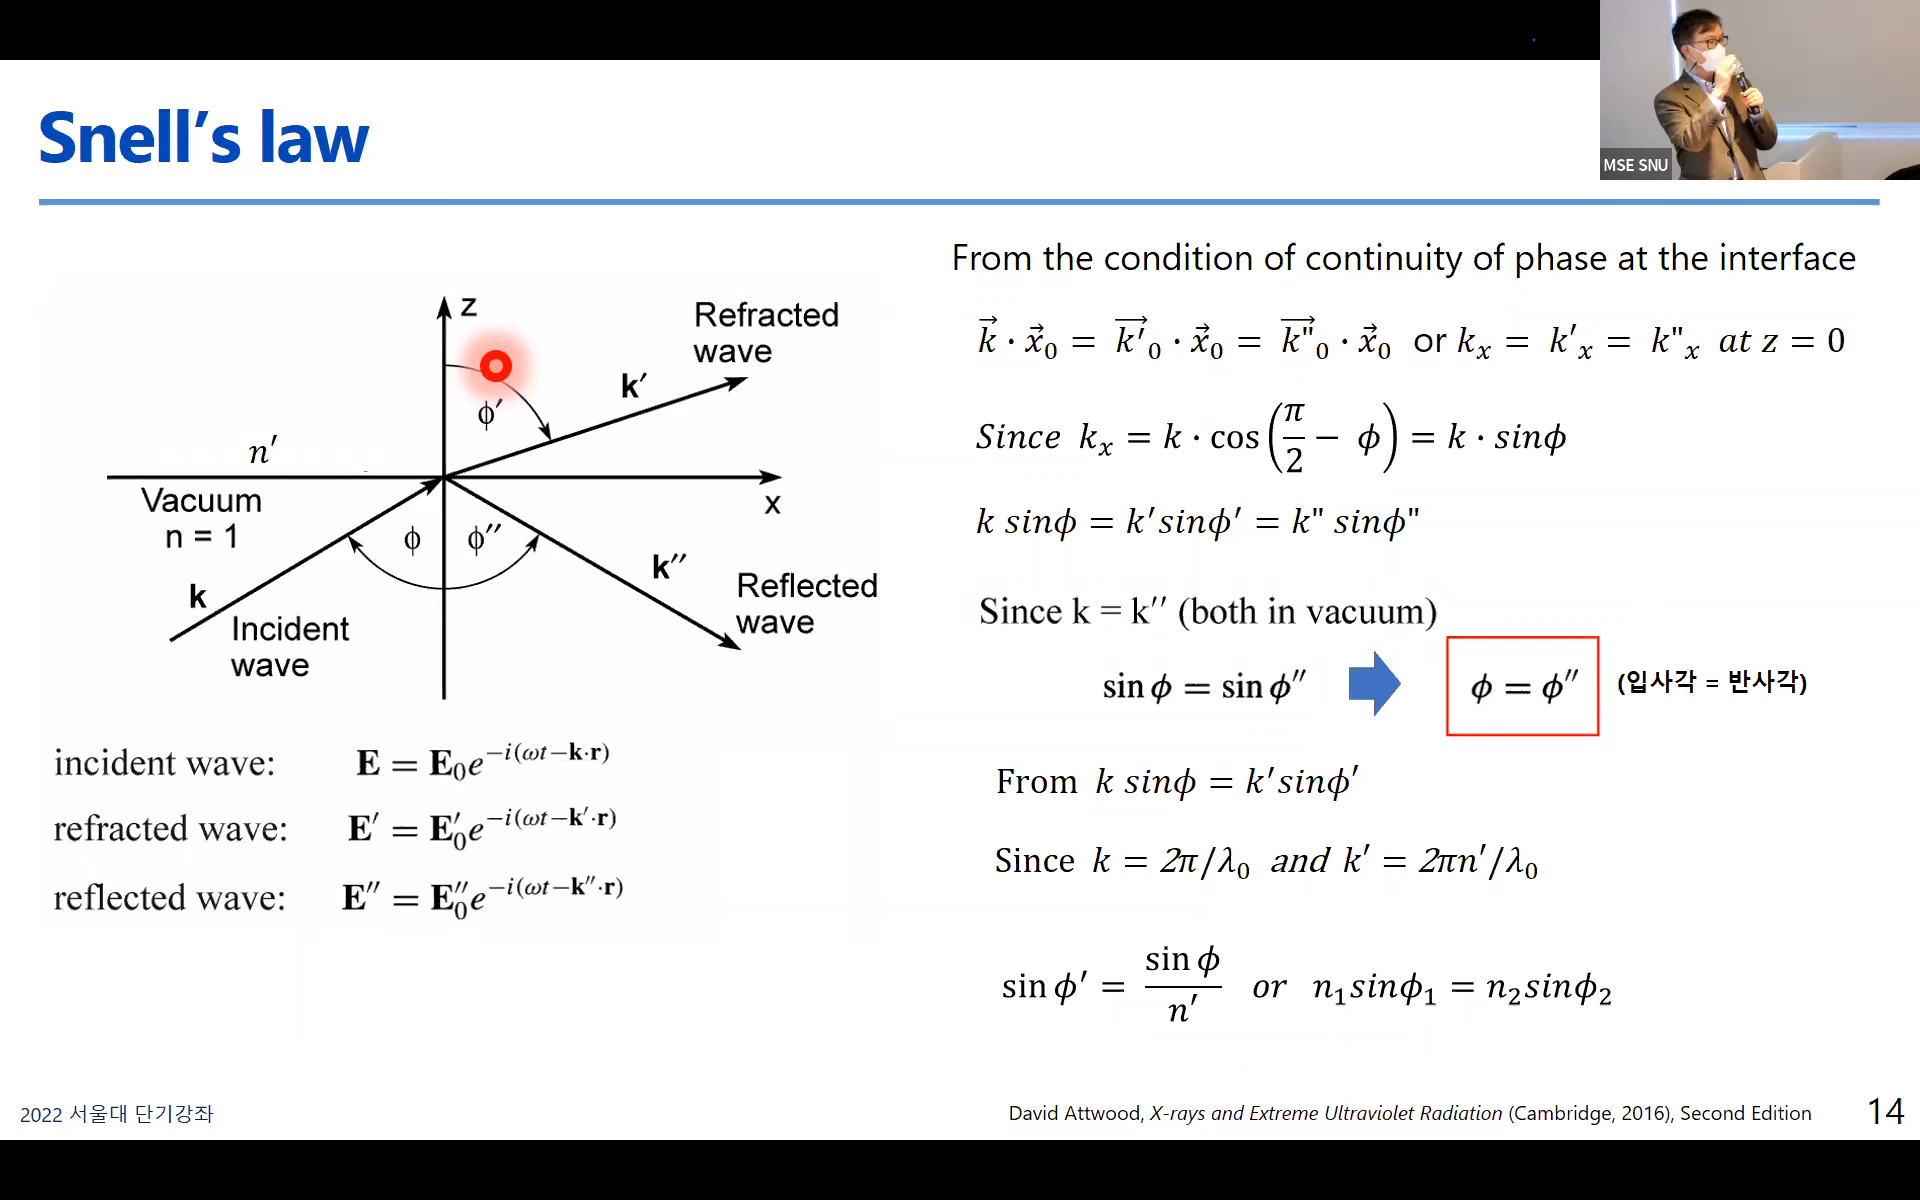 MSE SNU
Snell's law
z
Refracted
wave
k′
ϕ′
n′
x
Vacuum
n = 1
ϕ
ϕ″
k
k″
Incident
wave
Reflected
wave
incident wave: E = E₀e^{−i(ωt−k·r)}
refracted wave: E′ = E′₀e^{−i(ωt−k′·r)}
reflected wave: E″ = E″₀e^{−i(ωt−k″·r)}
From the condition of continuity of phase at the interface
k⃗ · x⃗₀ = k′⃗₀ · x⃗₀ = k"⃗₀ · x⃗₀ or kₓ = k′ₓ = k"ₓ at z = 0
Since kₓ = k · cos(π/2 − ϕ) = k · sinϕ
k sinϕ = k′sinϕ′ = k" sinϕ"
Since k = k″ (both in vacuum)
sin ϕ = sin ϕ″
ϕ = ϕ″
(입사각 = 반사각)
From k sinϕ = k′sinϕ′
Since k = 2π/λ₀ and k′ = 2πn′/λ₀
sin ϕ′ = sin ϕ/n′ or n₁sinϕ₁ = n₂sinϕ₂
2022 서울대 단기강좌
David Attwood, X-rays and Extreme Ultraviolet Radiation (Cambridge, 2016), Second Edition
14